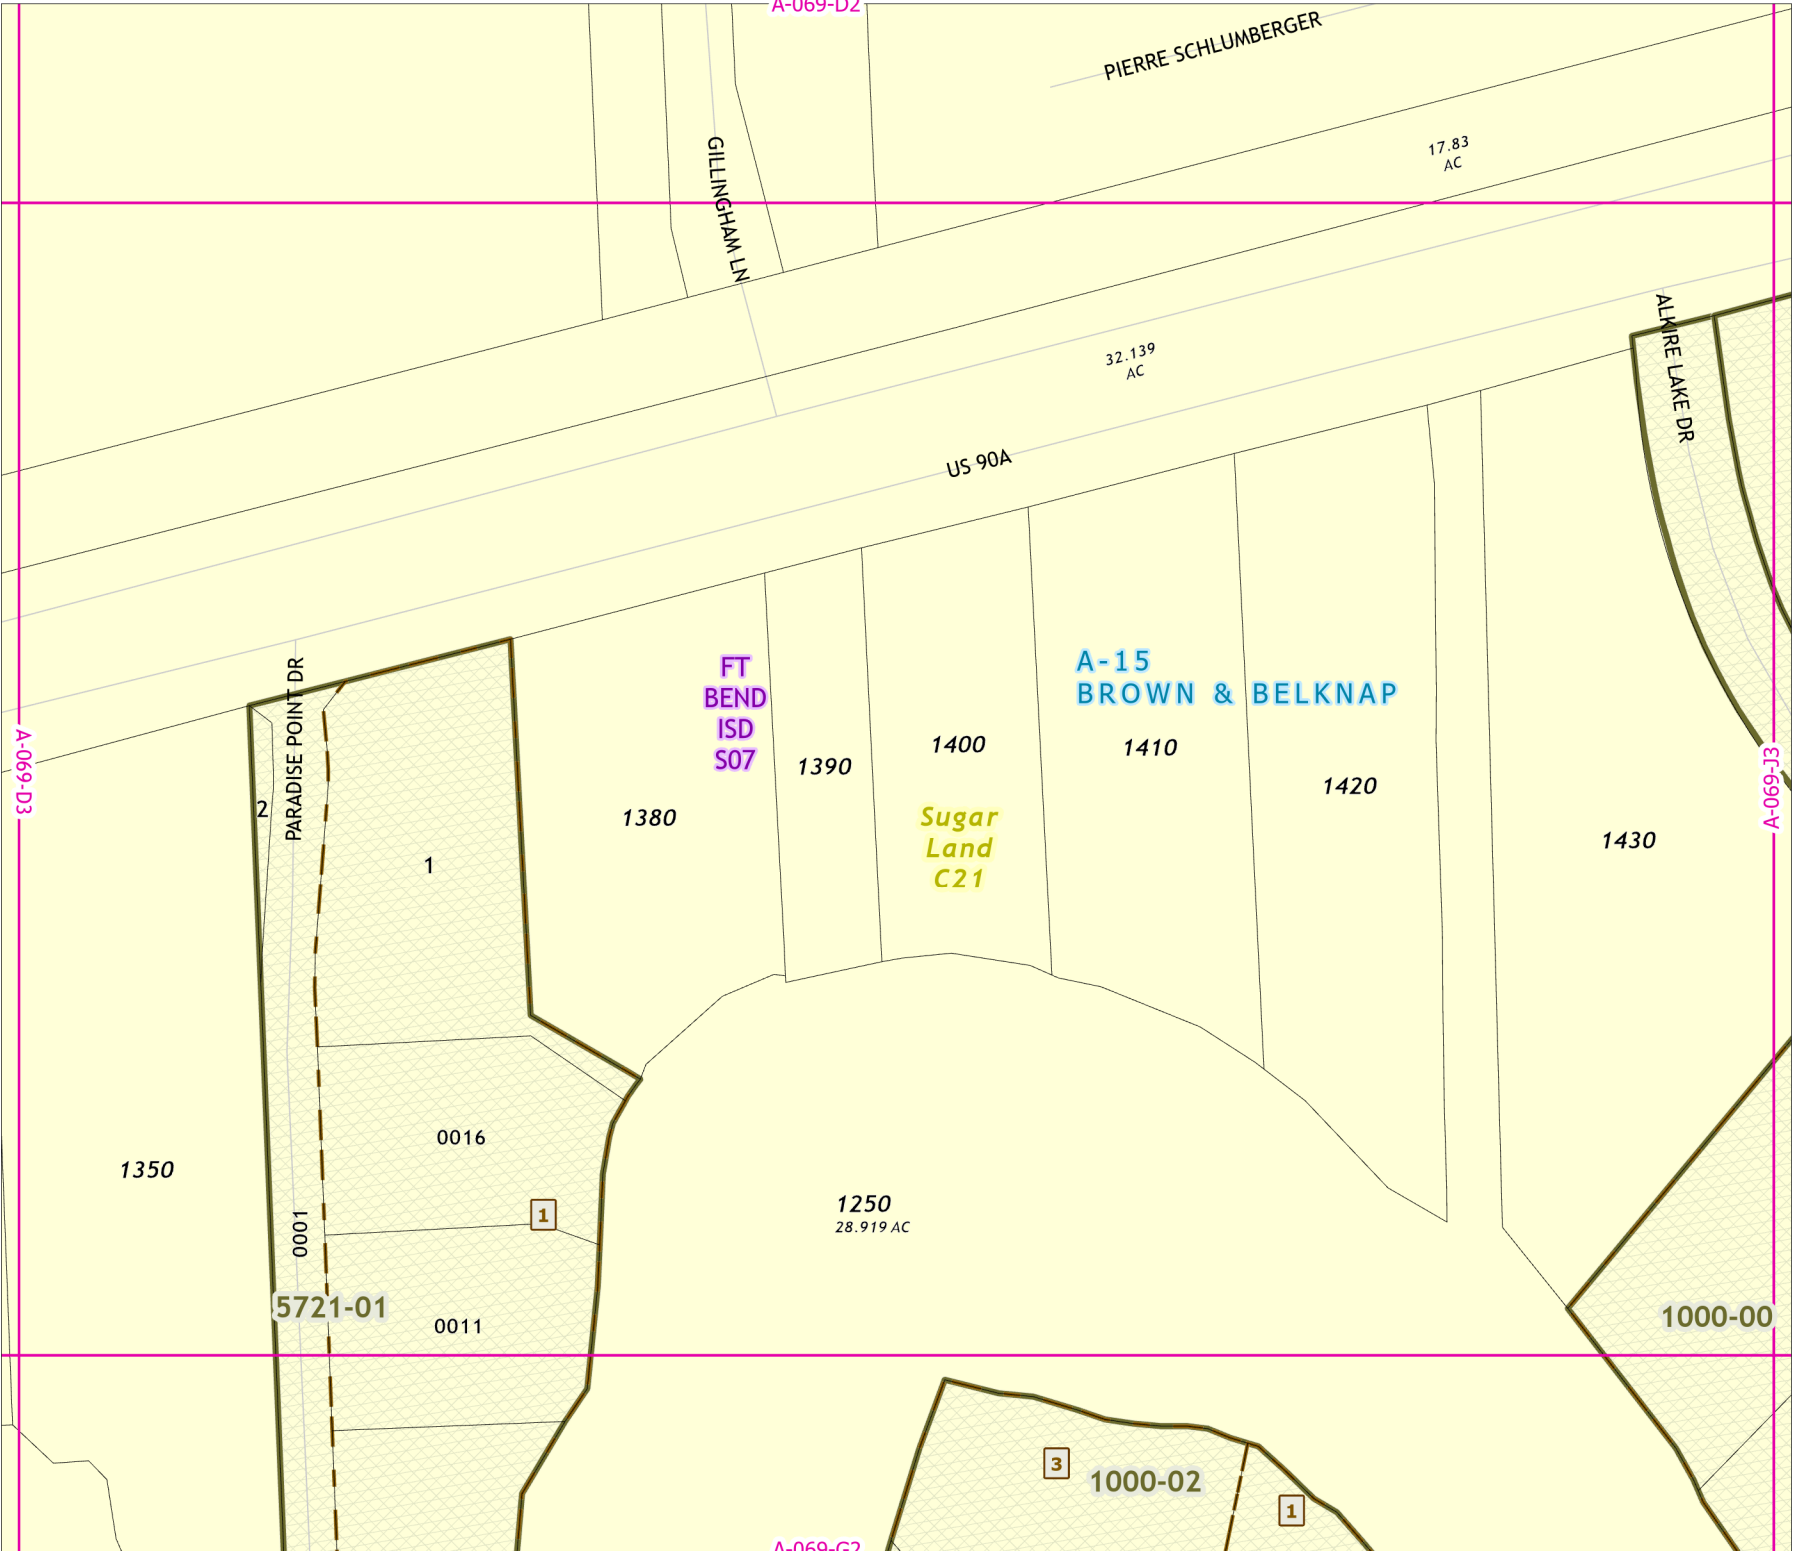 A-069-D2
PIERRE SCHLUMBERGER
17.83
AC
GILLINGHAM LN
ALKIRE LAKE DR
32.139
AC
US 90A
PARADISE POINT DR
FT
BEND
ISD
S07
A-15
BROWN & BELKNAP
A-069-D3
A-069-J3
1390
1400
1410
1420
2
1380
Sugar
Land
C21
1430
1
0016
1350
1
1250
28.919 AC
0001
5721-01
0011
1000-00
3
1000-02
1
A-069-G2